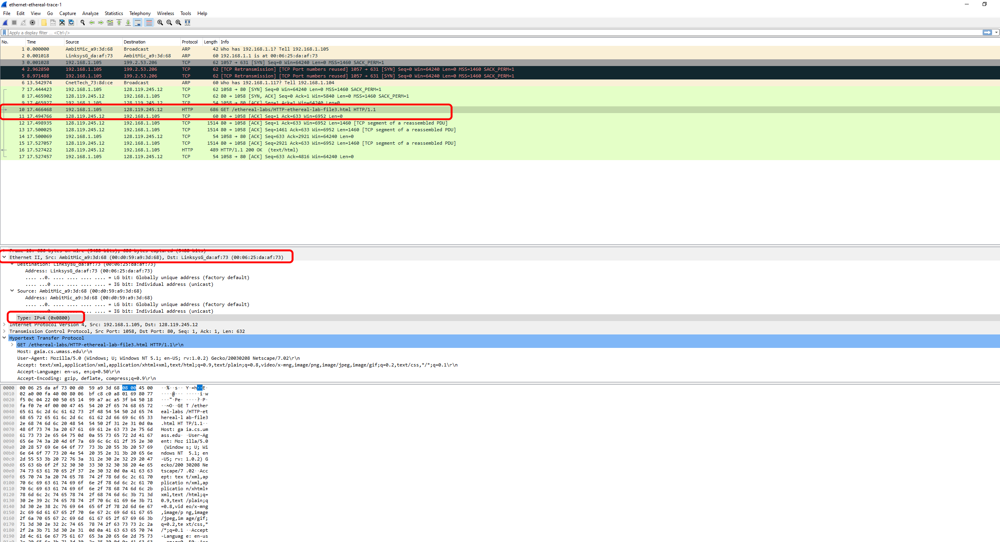 ethernet-ethereal-trace-1
File Edit View Go Capture Analyze Statistics Telephony Wireless Tools Help
Apply a display filter ... <Ctrl-/>
No. Time Source Destination Protocol Length Info
1 0.000000 AmbitMic_a9:3d:68 Broadcast ARP 42 Who has 192.168.1.1? Tell 192.168.1.105
2 0.001018 LinksysG_da:af:73 AmbitMic_a9:3d:68 ARP 60 192.168.1.1 is at 00:06:25:da:af:73
3 0.001028 192.168.1.105 199.2.53.206 TCP 62 1057 → 631 [SYN] Seq=0 Win=64240 Len=0 MSS=1460 SACK_PERM=1
4 2.962850 192.168.1.105 199.2.53.206 TCP 62 [TCP Retransmission] [TCP Port numbers reused] 1057 → 631 [SYN] Seq=0 Win=64240 Len=0 MSS=1460 SACK_PERM=1
5 8.971488 192.168.1.105 199.2.53.206 TCP 62 [TCP Retransmission] [TCP Port numbers reused] 1057 → 631 [SYN] Seq=0 Win=64240 Len=0 MSS=1460 SACK_PERM=1
6 13.542974 CnetTech_73:8d:ce Broadcast ARP 60 Who has 192.168.1.117? Tell 192.168.1.104
7 17.444423 192.168.1.105 128.119.245.12 TCP 62 1058 → 80 [SYN] Seq=0 Win=64240 Len=0 MSS=1460 SACK_PERM=1
8 17.465902 128.119.245.12 192.168.1.105 TCP 62 80 → 1058 [SYN, ACK] Seq=0 Ack=1 Win=5840 Len=0 MSS=1460 SACK_PERM=1
9 17.465927 192.168.1.105 128.119.245.12 TCP 54 1058 → 80 [ACK] Seq=1 Ack=1 Win=64240 Len=0
10 17.466468 192.168.1.105 128.119.245.12 HTTP 686 GET /ethereal-labs/HTTP-ethereal-lab-file3.html HTTP/1.1
11 17.494766 128.119.245.12 192.168.1.105 TCP 60 80 → 1058 [ACK] Seq=1 Ack=633 Win=6952 Len=0
12 17.498935 128.119.245.12 192.168.1.105 TCP 1514 80 → 1058 [ACK] Seq=1 Ack=633 Win=6952 Len=1460 [TCP segment of a reassembled PDU]
13 17.500025 128.119.245.12 192.168.1.105 TCP 1514 80 → 1058 [ACK] Seq=1461 Ack=633 Win=6952 Len=1460 [TCP segment of a reassembled PDU]
14 17.500069 192.168.1.105 128.119.245.12 TCP 54 1058 → 80 [ACK] Seq=633 Ack=2921 Win=64240 Len=0
15 17.527057 128.119.245.12 192.168.1.105 TCP 1514 80 → 1058 [ACK] Seq=2921 Ack=633 Win=6952 Len=1460 [TCP segment of a reassembled PDU]
16 17.527422 128.119.245.12 192.168.1.105 HTTP 489 HTTP/1.1 200 OK  (text/html)
17 17.527457 192.168.1.105 128.119.245.12 TCP 54 1058 → 80 [ACK] Seq=633 Ack=4816 Win=64240 Len=0
Frame 10: 686 bytes on wire (5488 bits), 686 bytes captured (5488 bits)
Ethernet II, Src: AmbitMic_a9:3d:68 (00:d0:59:a9:3d:68), Dst: LinksysG_da:af:73 (00:06:25:da:af:73)
Destination: LinksysG_da:af:73 (00:06:25:da:af:73)
Address: LinksysG_da:af:73 (00:06:25:da:af:73)
.... ..0. .... .... .... .... = LG bit: Globally unique address (factory default)
.... ...0 .... .... .... .... = IG bit: Individual address (unicast)
Source: AmbitMic_a9:3d:68 (00:d0:59:a9:3d:68)
Address: AmbitMic_a9:3d:68 (00:d0:59:a9:3d:68)
.... ..0. .... .... .... .... = LG bit: Globally unique address (factory default)
.... ...0 .... .... .... .... = IG bit: Individual address (unicast)
Type: IPv4 (0x0800)
Internet Protocol Version 4, Src: 192.168.1.105, Dst: 128.119.245.12
Transmission Control Protocol, Src Port: 1058, Dst Port: 80, Seq: 1, Ack: 1, Len: 632
Hypertext Transfer Protocol
GET /ethereal-labs/HTTP-ethereal-lab-file3.html HTTP/1.1\r\n
Host: gaia.cs.umass.edu\r\n
User-Agent: Mozilla/5.0 (Windows; U; Windows NT 5.1; en-US; rv:1.0.2) Gecko/20030208 Netscape/7.02\r\n
Accept: text/xml,application/xml,application/xhtml+xml,text/html;q=0.9,text/plain;q=0.8,video/x-mng,image/png,image/jpeg,image/gif;q=0.2,text/css,*/*;q=0.1\r\n
Accept-Language: en-us, en;q=0.50\r\n
Accept-Encoding: gzip, deflate, compress;q=0.9\r\n
0000 00 06 25 da af 73 00 d0 59 a9 3d 68 08 00 45 00 ··%··s·· Y·=h··E·
0010 02 a0 00 fa 40 00 80 06 bf c8 c0 a8 01 69 80 77 ····@··· ·····i·w
0020 f5 0c 04 22 00 50 65 14 99 a7 ac a5 3f b4 50 18 ···"·Pe· ····?·P·
0030 fa f0 7e 4f 00 00 47 45 54 20 2f 65 74 68 65 72 ··~O··GE T /ether
0040 65 61 6c 2d 6c 61 62 73 2f 48 54 54 50 2d 65 74 eal-labs /HTTP-et
0050 68 65 72 65 61 6c 2d 6c 61 62 2d 66 69 6c 65 33 hereal-l ab-file3
0060 2e 68 74 6d 6c 20 48 54 54 50 2f 31 2e 31 0d 0a .html HT TP/1.1··
0070 48 6f 73 74 3a 20 67 61 69 61 2e 63 73 2e 75 6d Host: ga ia.cs.um
0080 61 73 73 2e 65 64 75 0d 0a 55 73 65 72 2d 41 67 ass.edu· ·User-Ag
0090 65 6e 74 3a 20 4d 6f 7a 69 6c 6c 61 2f 35 2e 30 ent: Moz illa/5.0
00a0 20 28 57 69 6e 64 6f 77 73 3b 20 55 3b 20 57 69 (Window s; U; Wi
00b0 6e 64 6f 77 73 20 4e 54 20 35 2e 31 3b 20 65 6e ndows NT 5.1; en
00c0 2d 55 53 3b 20 72 76 3a 31 2e 30 2e 32 29 20 47 -US; rv: 1.0.2) G
00d0 65 63 6b 6f 2f 32 30 30 33 30 32 30 38 20 4e 65 ecko/200 30208 Ne
00e0 74 73 63 61 70 65 2f 37 2e 30 32 0d 0a 41 63 63 tscape/7 .02··Acc
00f0 65 70 74 3a 20 74 65 78 74 2f 78 6d 6c 2c 61 70 ept: tex t/xml,ap
0100 70 6c 69 63 61 74 69 6f 6e 2f 78 6d 6c 2c 61 70 plicatio n/xml,ap
0110 70 6c 69 63 61 74 69 6f 6e 2f 78 68 74 6d 6c 2b plicatio n/xhtml+
0120 78 6d 6c 2c 74 65 78 74 2f 68 74 6d 6c 3b 71 3d xml,text /html;q=
0130 30 2e 39 2c 74 65 78 74 2f 70 6c 61 69 6e 3b 71 0.9,text /plain;q
0140 3d 30 2e 38 2c 76 69 64 65 6f 2f 78 2d 6d 6e 67 =0.8,vid eo/x-mng
0150 2c 69 6d 61 67 65 2f 70 6e 67 2c 69 6d 61 67 65 ,image/p ng,image
0160 2f 6a 70 65 67 2c 69 6d 61 67 65 2f 67 69 66 3b /jpeg,im age/gif;
0170 71 3d 30 2e 32 2c 74 65 78 74 2f 63 73 73 2c 2a q=0.2,te xt/css,*
0180 2f 2a 3b 71 3d 30 2e 31 0d 0a 41 63 63 65 70 74 /*;q=0.1 ··Accept
0190 2d 4c 61 6e 67 75 61 67 65 3a 20 65 6e 2d 75 73 -Languag e: en-us